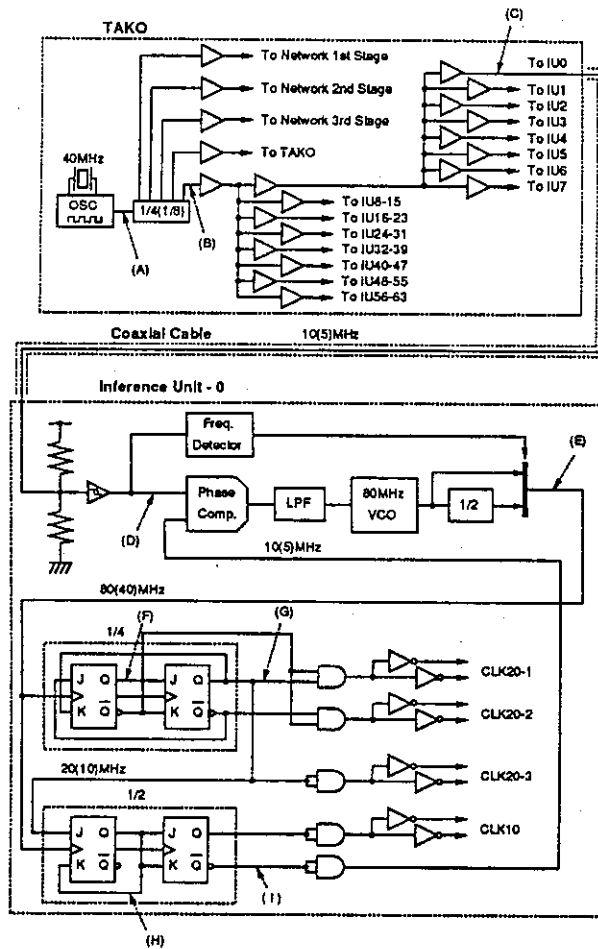 TAKO
(C)
To Network 1st Stage
To IU0
To IU1
To Network 2nd Stage
To IU2
To Network 3rd Stage
To IU3
To IU4
40MHz
To TAKO
To IU5
To IU6
OSC
1/4(1/8)
To IU7
(B)
(A)
To IU8-15
To IU16-23
To IU24-31
To IU32-39
To IU40-47
To IU48-55
To IU56-63
Coaxial Cable 10(5)MHz
Inference Unit - 0
Freq. Detector
(E)
Phase Comp.
LPF
80MHz VCO
1/2
(D)
10(5)MHz
80(40)MHz
1/4
(F)
(G)
J Q
K Q
J Q
K Q
CLK20-1
CLK20-2
20(10)MHz
CLK20-3
1/2
J Q
K Q
J Q
K Q
CLK10
(I)
(H)